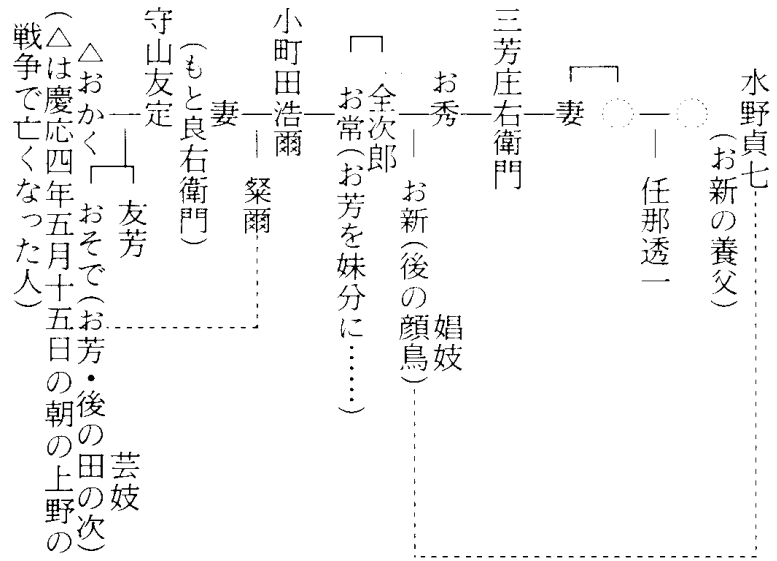 水野貞七
(お新の養父)
任那透一
妻
三芳庄右衛門
お秀
娼妓
お新(後の顔鳥)
全次郎
お常(お芳を妹分に……)
小町田浩爾
粲爾
妻
(もと良右衛門)
守山友定
友芳
芸妓
おそで(お芳・後の田の次)
△おかく
(△は慶応四年五月十五日の朝の上野の
戦争で亡くなった人)